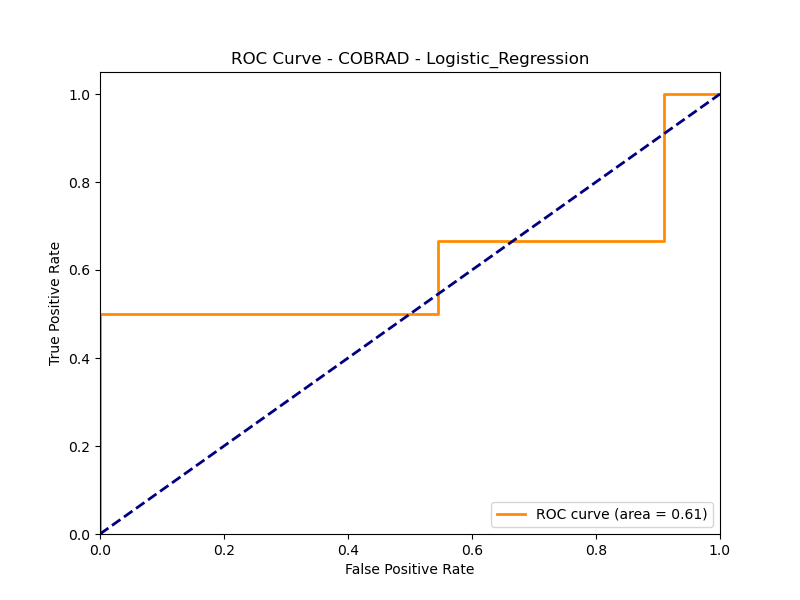 ROC Curve - COBRAD - Logistic_Regression
1.0
0.8
0.6
0.4
0.2
0.0
True Positive Rate
0.0 0.2 0.4 0.6 0.8 1.0
False Positive Rate
ROC curve (area = 0.61)